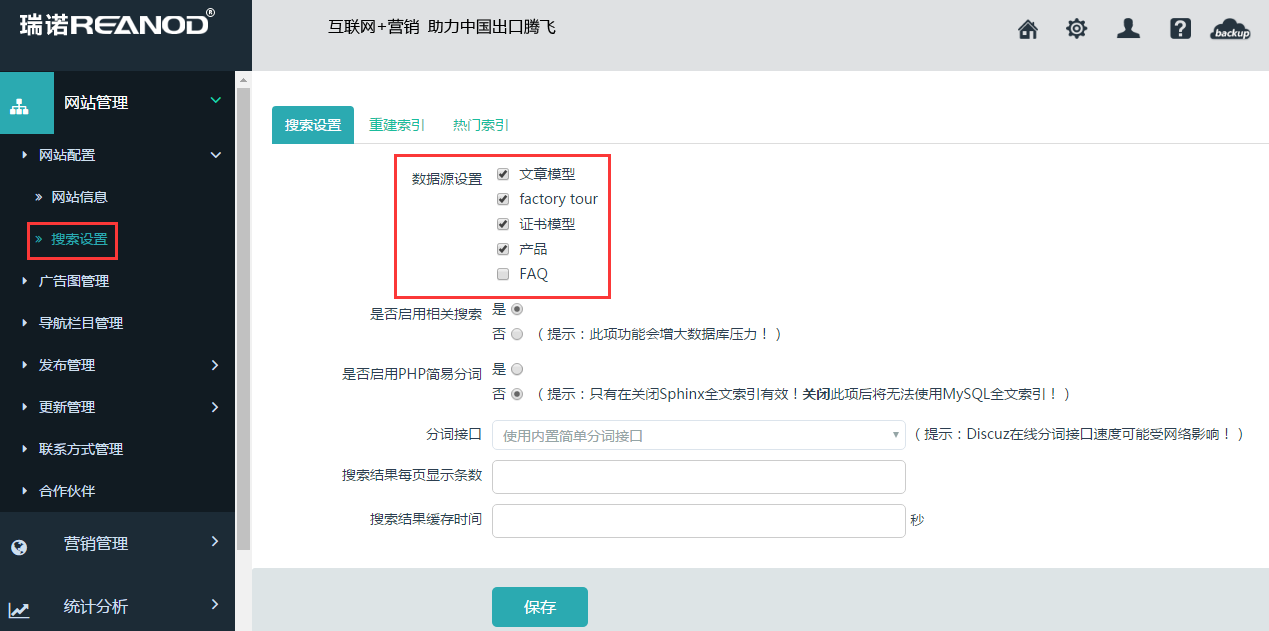 瑞诺REANOD®
互联网+营销 助力中国出口腾飞
backup
网站管理
网站配置
网站信息
搜索设置
广告图管理
导航栏目管理
发布管理
更新管理
联系方式管理
合作伙伴
营销管理
统计分析
搜索设置 重建索引 热门索引
数据源设置 文章模型
factory tour
证书模型
产品
FAQ
是否启用相关搜索 是
否 （ 提示：此项功能会增大数据库压力！ ）
是否启用PHP简易分词 是
否 （ 提示：只有在关闭Sphinx全文索引有效！关闭此项后将无法使用MySQL全文索引！ ）
分词接口 使用内置简单分词接口 （ 提示：Discuz在线分词接口速度可能受网络影响！ ）
搜索结果每页显示条数
搜索结果缓存时间 秒
保存